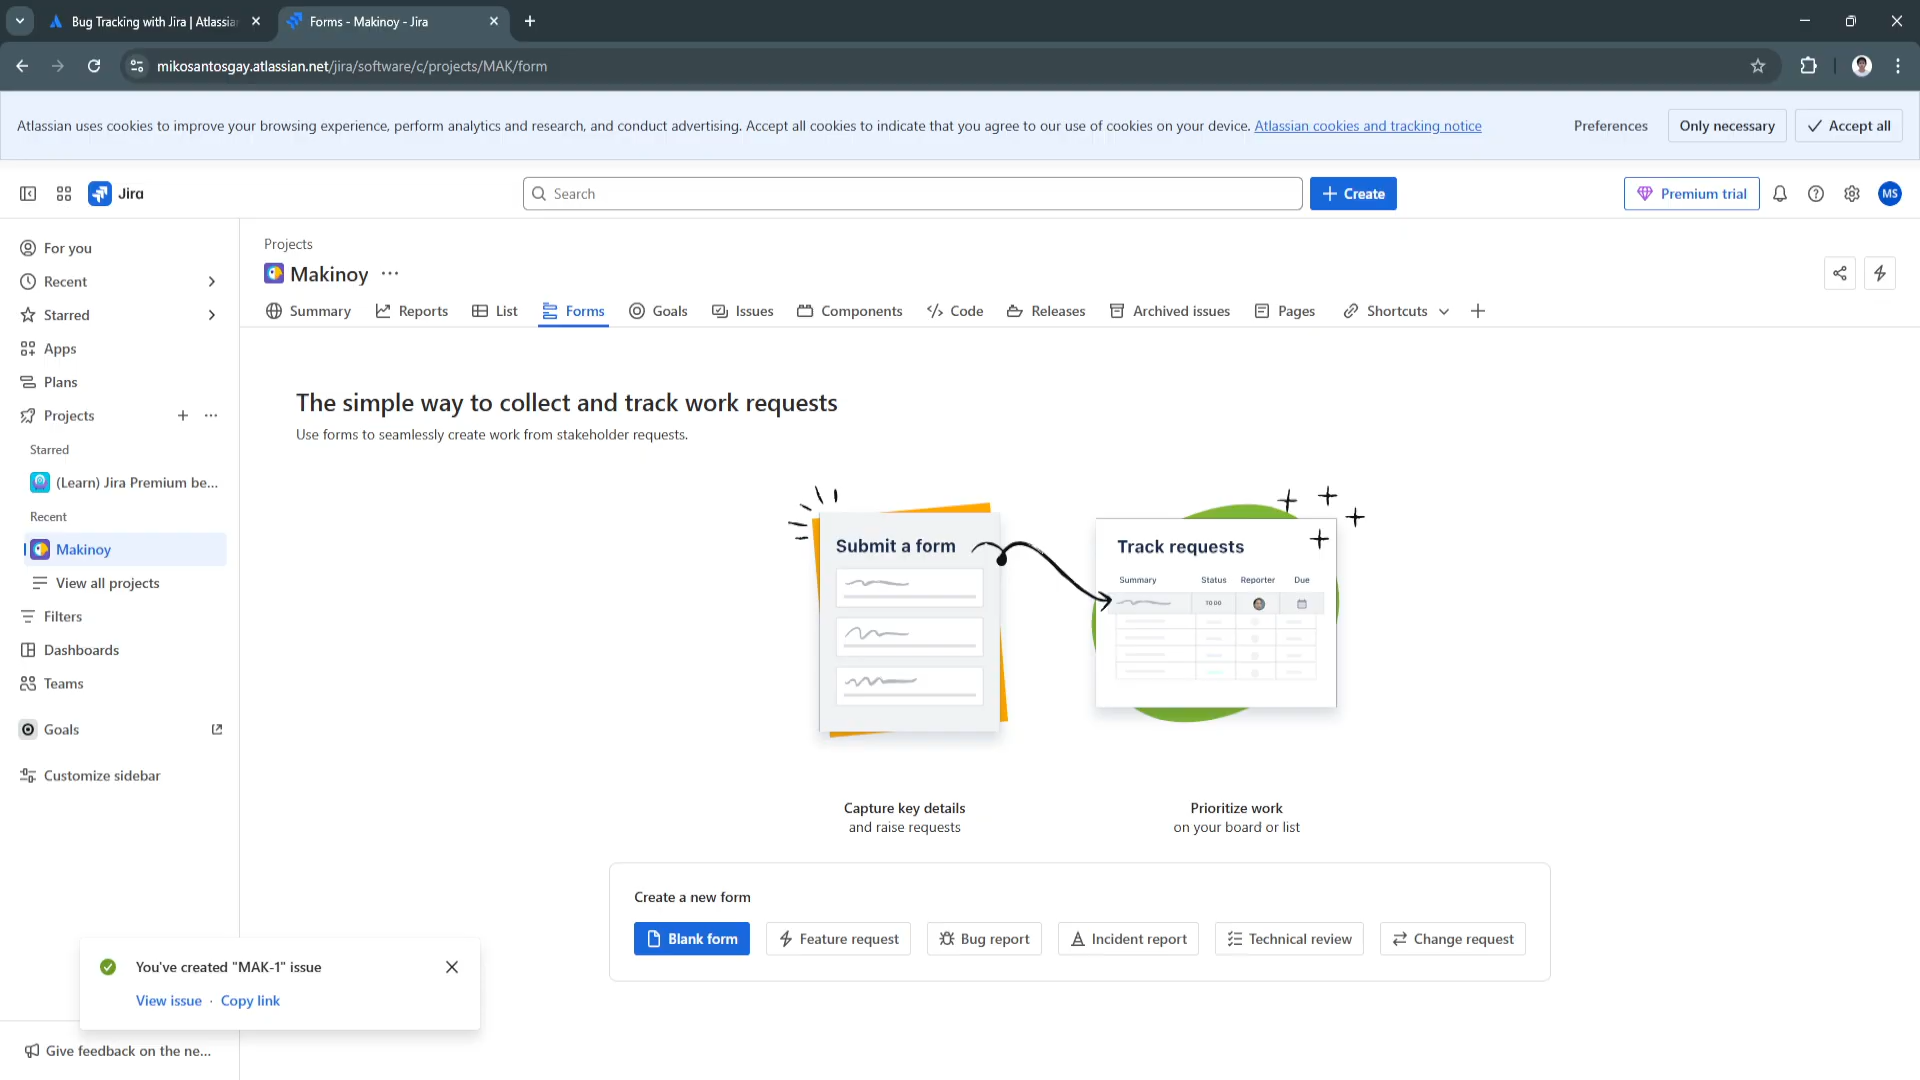 Bug Tracking with Jira | Atlassia
Forms - Makinoy - Jira
mikosantosgay.atlassian.net/jira/software/c/projects/MAK/form
Atlassian uses cookies to improve your browsing experience, perform analytics and research, and conduct advertising. Accept all cookies to indicate that you agree to our use of cookies on your device. Atlassian cookies and tracking notice
Preferences
Only necessary
Accept all
Jira
Search
Create
Premium trial
MS
For you
Recent
Starred
Apps
Plans
Projects
Starred
(Learn) Jira Premium be...
Recent
Makinoy
View all projects
Filters
Dashboards
Teams
Goals
Customize sidebar
Give feedback on the ne...
Projects
Makinoy
Summary
Reports
List
Forms
Goals
Issues
Components
Code
Releases
Archived issues
Pages
Shortcuts
The simple way to collect and track work requests
Use forms to seamlessly create work from stakeholder requests.
Submit a form
Track requests
Summary Status Reporter Due
TO DO
Capture key details
and raise requests
Prioritize work
on your board or list
Create a new form
Blank form
Feature request
Bug report
Incident report
Technical review
Change request
You've created "MAK-1" issue
View issue · Copy link